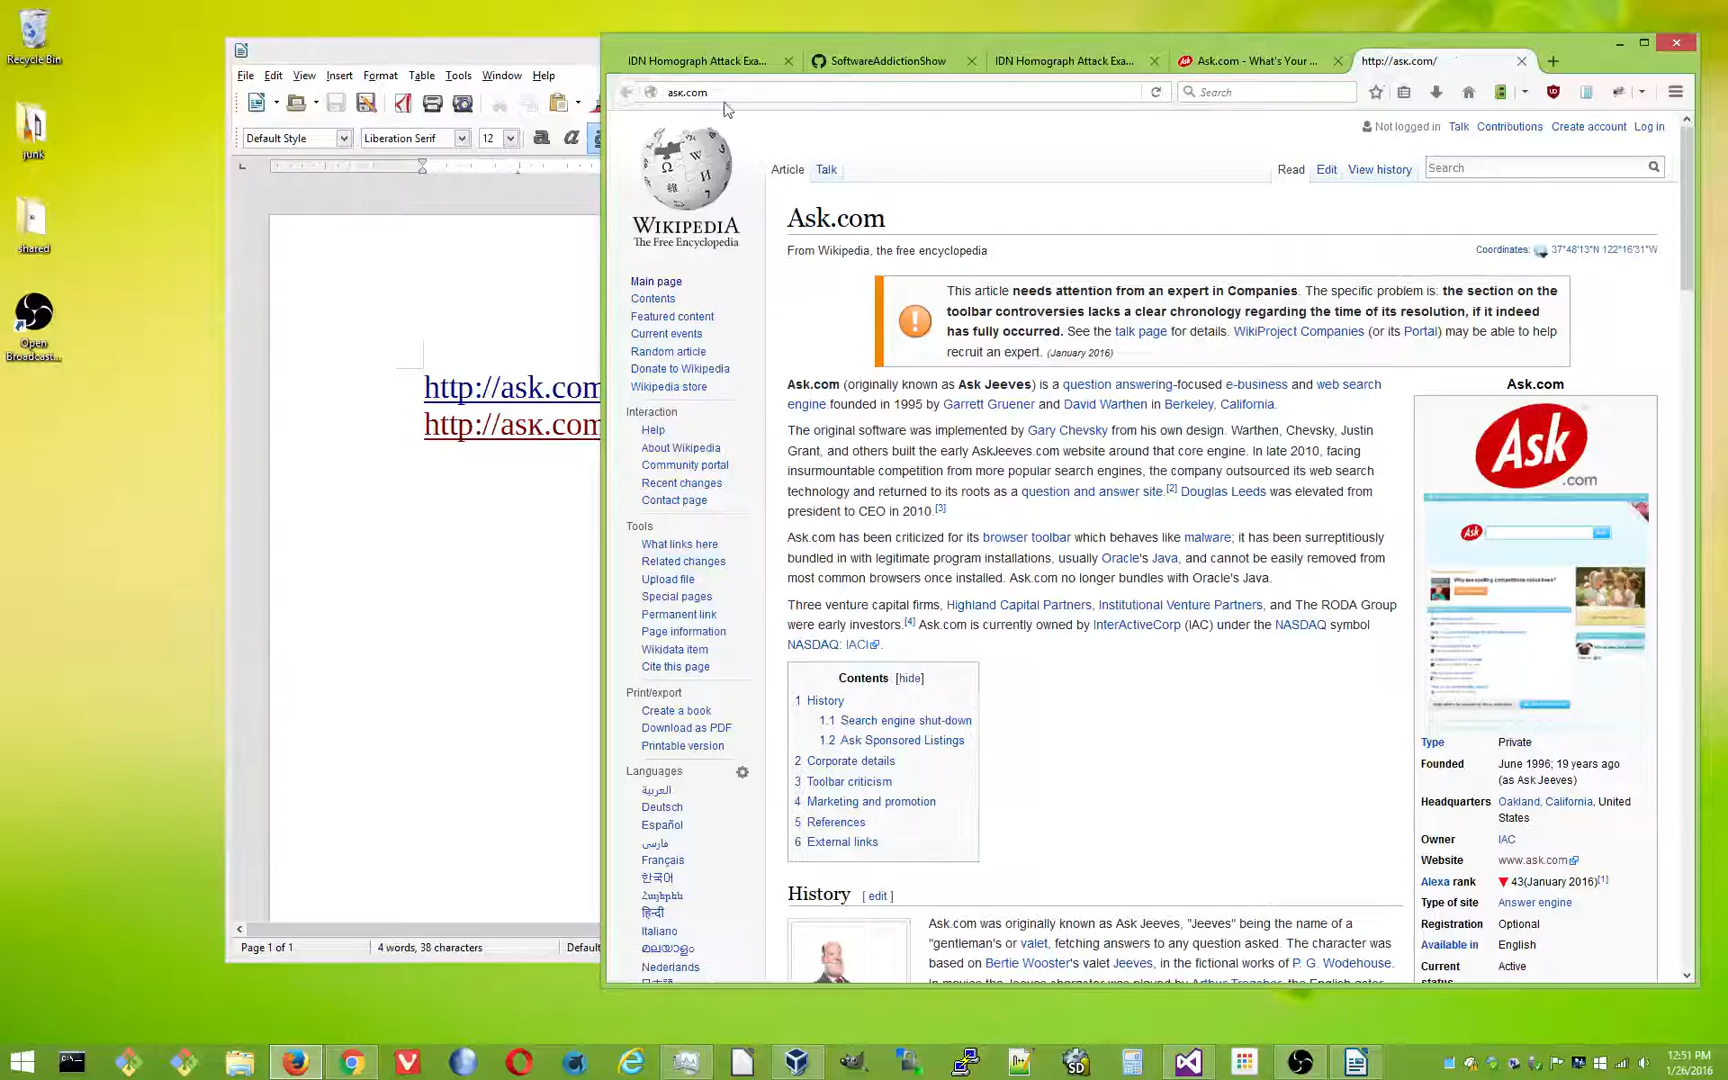 Recycle Bin
junk
shared
Open
Broadcast...
File Edit View Insert Format Table Tools Window Help
Default Style Liberation Serif 12
http://ask.com
http://asк.com
Page 1 of 1 4 words, 38 characters Default
IDN Homograph Attack Exa... SoftwareAddictionShow IDN Homograph Attack Exa... Ask.com - What's Your ... http://asк.com/
asк.com Search
Not logged in Talk Contributions Create account Log in
Article Talk Read Edit View history Search
WIKIPEDIA
The Free Encyclopedia
Main page
Contents
Featured content
Current events
Random article
Donate to Wikipedia
Wikipedia store
Interaction
Help
About Wikipedia
Community portal
Recent changes
Contact page
Tools
What links here
Related changes
Upload file
Special pages
Permanent link
Page information
Wikidata item
Cite this page
Print/export
Create a book
Download as PDF
Printable version
Languages
العربية
Deutsch
Español
فارسی
Français
한국어
Հայերեն
हिन्दी
Italiano
മലയാളം
Nederlands
Ask.com
From Wikipedia, the free encyclopedia
Coordinates: 37°48′13″N 122°16′31″W
This article needs attention from an expert in Companies. The specific problem is: the section on the
toolbar controversies lacks a clear chronology regarding the time of its resolution, if it indeed
has fully occurred. See the talk page for details. WikiProject Companies (or its Portal) may be able to help
recruit an expert. (January 2016)
Ask.com (originally known as Ask Jeeves) is a question answering-focused e-business and web search
engine founded in 1995 by Garrett Gruener and David Warthen in Berkeley, California.
The original software was implemented by Gary Chevsky from his own design. Warthen, Chevsky, Justin
Grant, and others built the early AskJeeves.com website around that core engine. In late 2010, facing
insurmountable competition from more popular search engines, the company outsourced its web search
technology and returned to its roots as a question and answer site.[2] Douglas Leeds was elevated from
president to CEO in 2010.[3]
Ask.com has been criticized for its browser toolbar which behaves like malware; it has been surreptitiously
bundled in with legitimate program installations, usually Oracle's Java, and cannot be easily removed from
most common browsers once installed. Ask.com no longer bundles with Oracle's Java.
Three venture capital firms, Highland Capital Partners, Institutional Venture Partners, and The RODA Group
were early investors.[4] Ask.com is currently owned by InterActiveCorp (IAC) under the NASDAQ symbol
NASDAQ: IACI.
Contents [hide]
1 History
1.1 Search engine shut-down
1.2 Ask Sponsored Listings
2 Corporate details
3 Toolbar criticism
4 Marketing and promotion
5 References
6 External links
History [ edit ]
Ask.com was originally known as Ask Jeeves, "Jeeves" being the name of a
"gentleman's or valet, fetching answers to any question asked. The character was
based on Bertie Wooster's valet Jeeves, in the fictional works of P. G. Wodehouse.
Ask.com
Ask
.com
Type Private
Founded June 1996; 19 years ago
(as Ask Jeeves)
Headquarters Oakland, California, United
States
Owner IAC
Website www.ask.com
Alexa rank ▼ 43(January 2016)[1]
Type of site Answer engine
Registration Optional
Available in English
Current Active
status
12:51 PM
1/26/2016